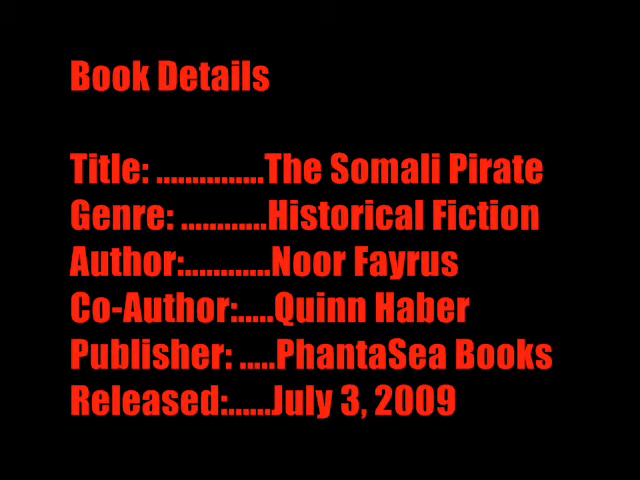 Book Details
Title: ...............The Somali Pirate
Genre: ............Historical Fiction
Author:............Noor Fayrus
Co-Author:.....Quinn Haber
Publisher: .....PhantaSea Books
Released:......July 3, 2009